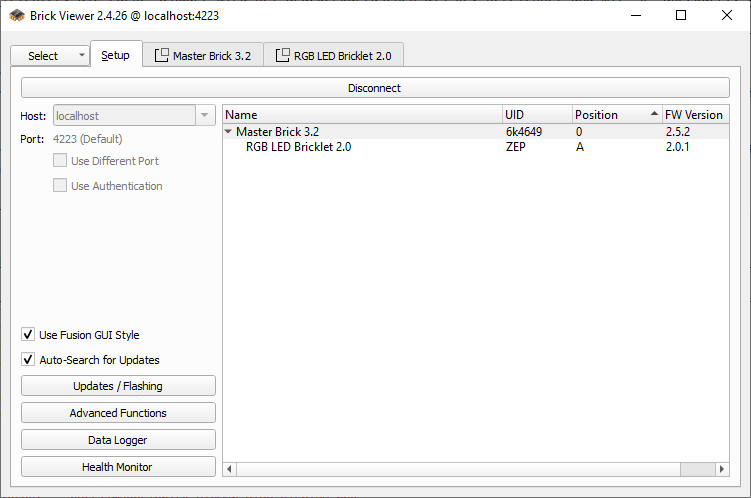 Brick Viewer 2.4.26 @ localhost:4223
Select
Setup
Master Brick 3.2
RGB LED Bricklet 2.0
Disconnect
Host:
localhost
Port:
4223 (Default)
Use Different Port
Use Authentication
Name UID Position FW Version
Master Brick 3.2 6k4649 0 2.5.2
RGB LED Bricklet 2.0 ZEP A 2.0.1
Use Fusion GUI Style
Auto-Search for Updates
Updates / Flashing
Advanced Functions
Data Logger
Health Monitor